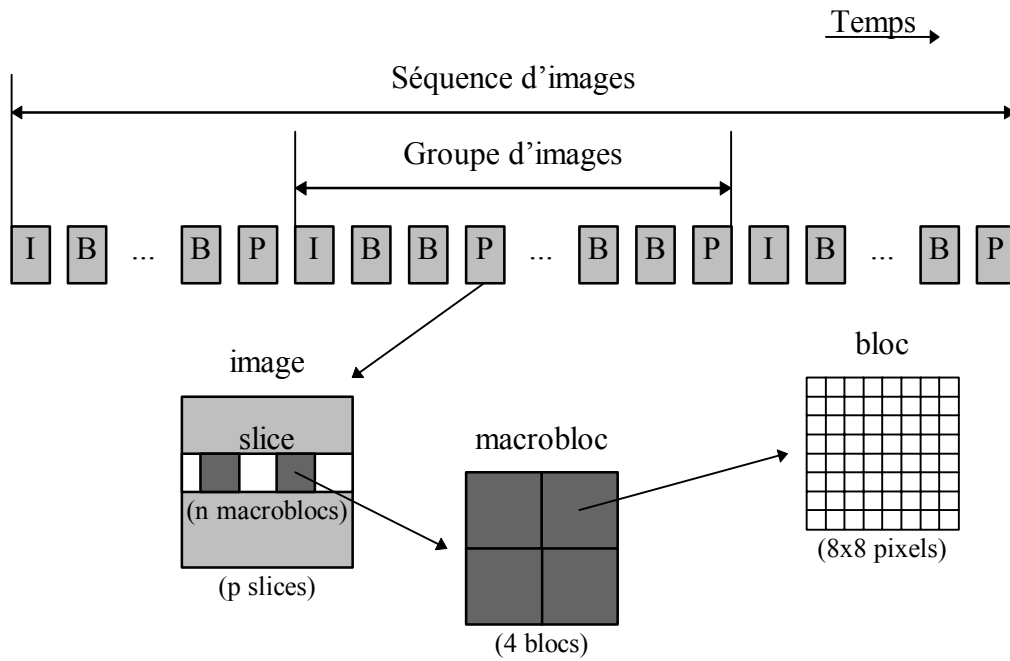 Temps
Séquence d'images
Groupe d'images
I B ... B P I B B P ... B B P I B ... B P
image
bloc
slice
macrobloc
(n macroblocs)
(8x8 pixels)
(p slices)
(4 blocs)